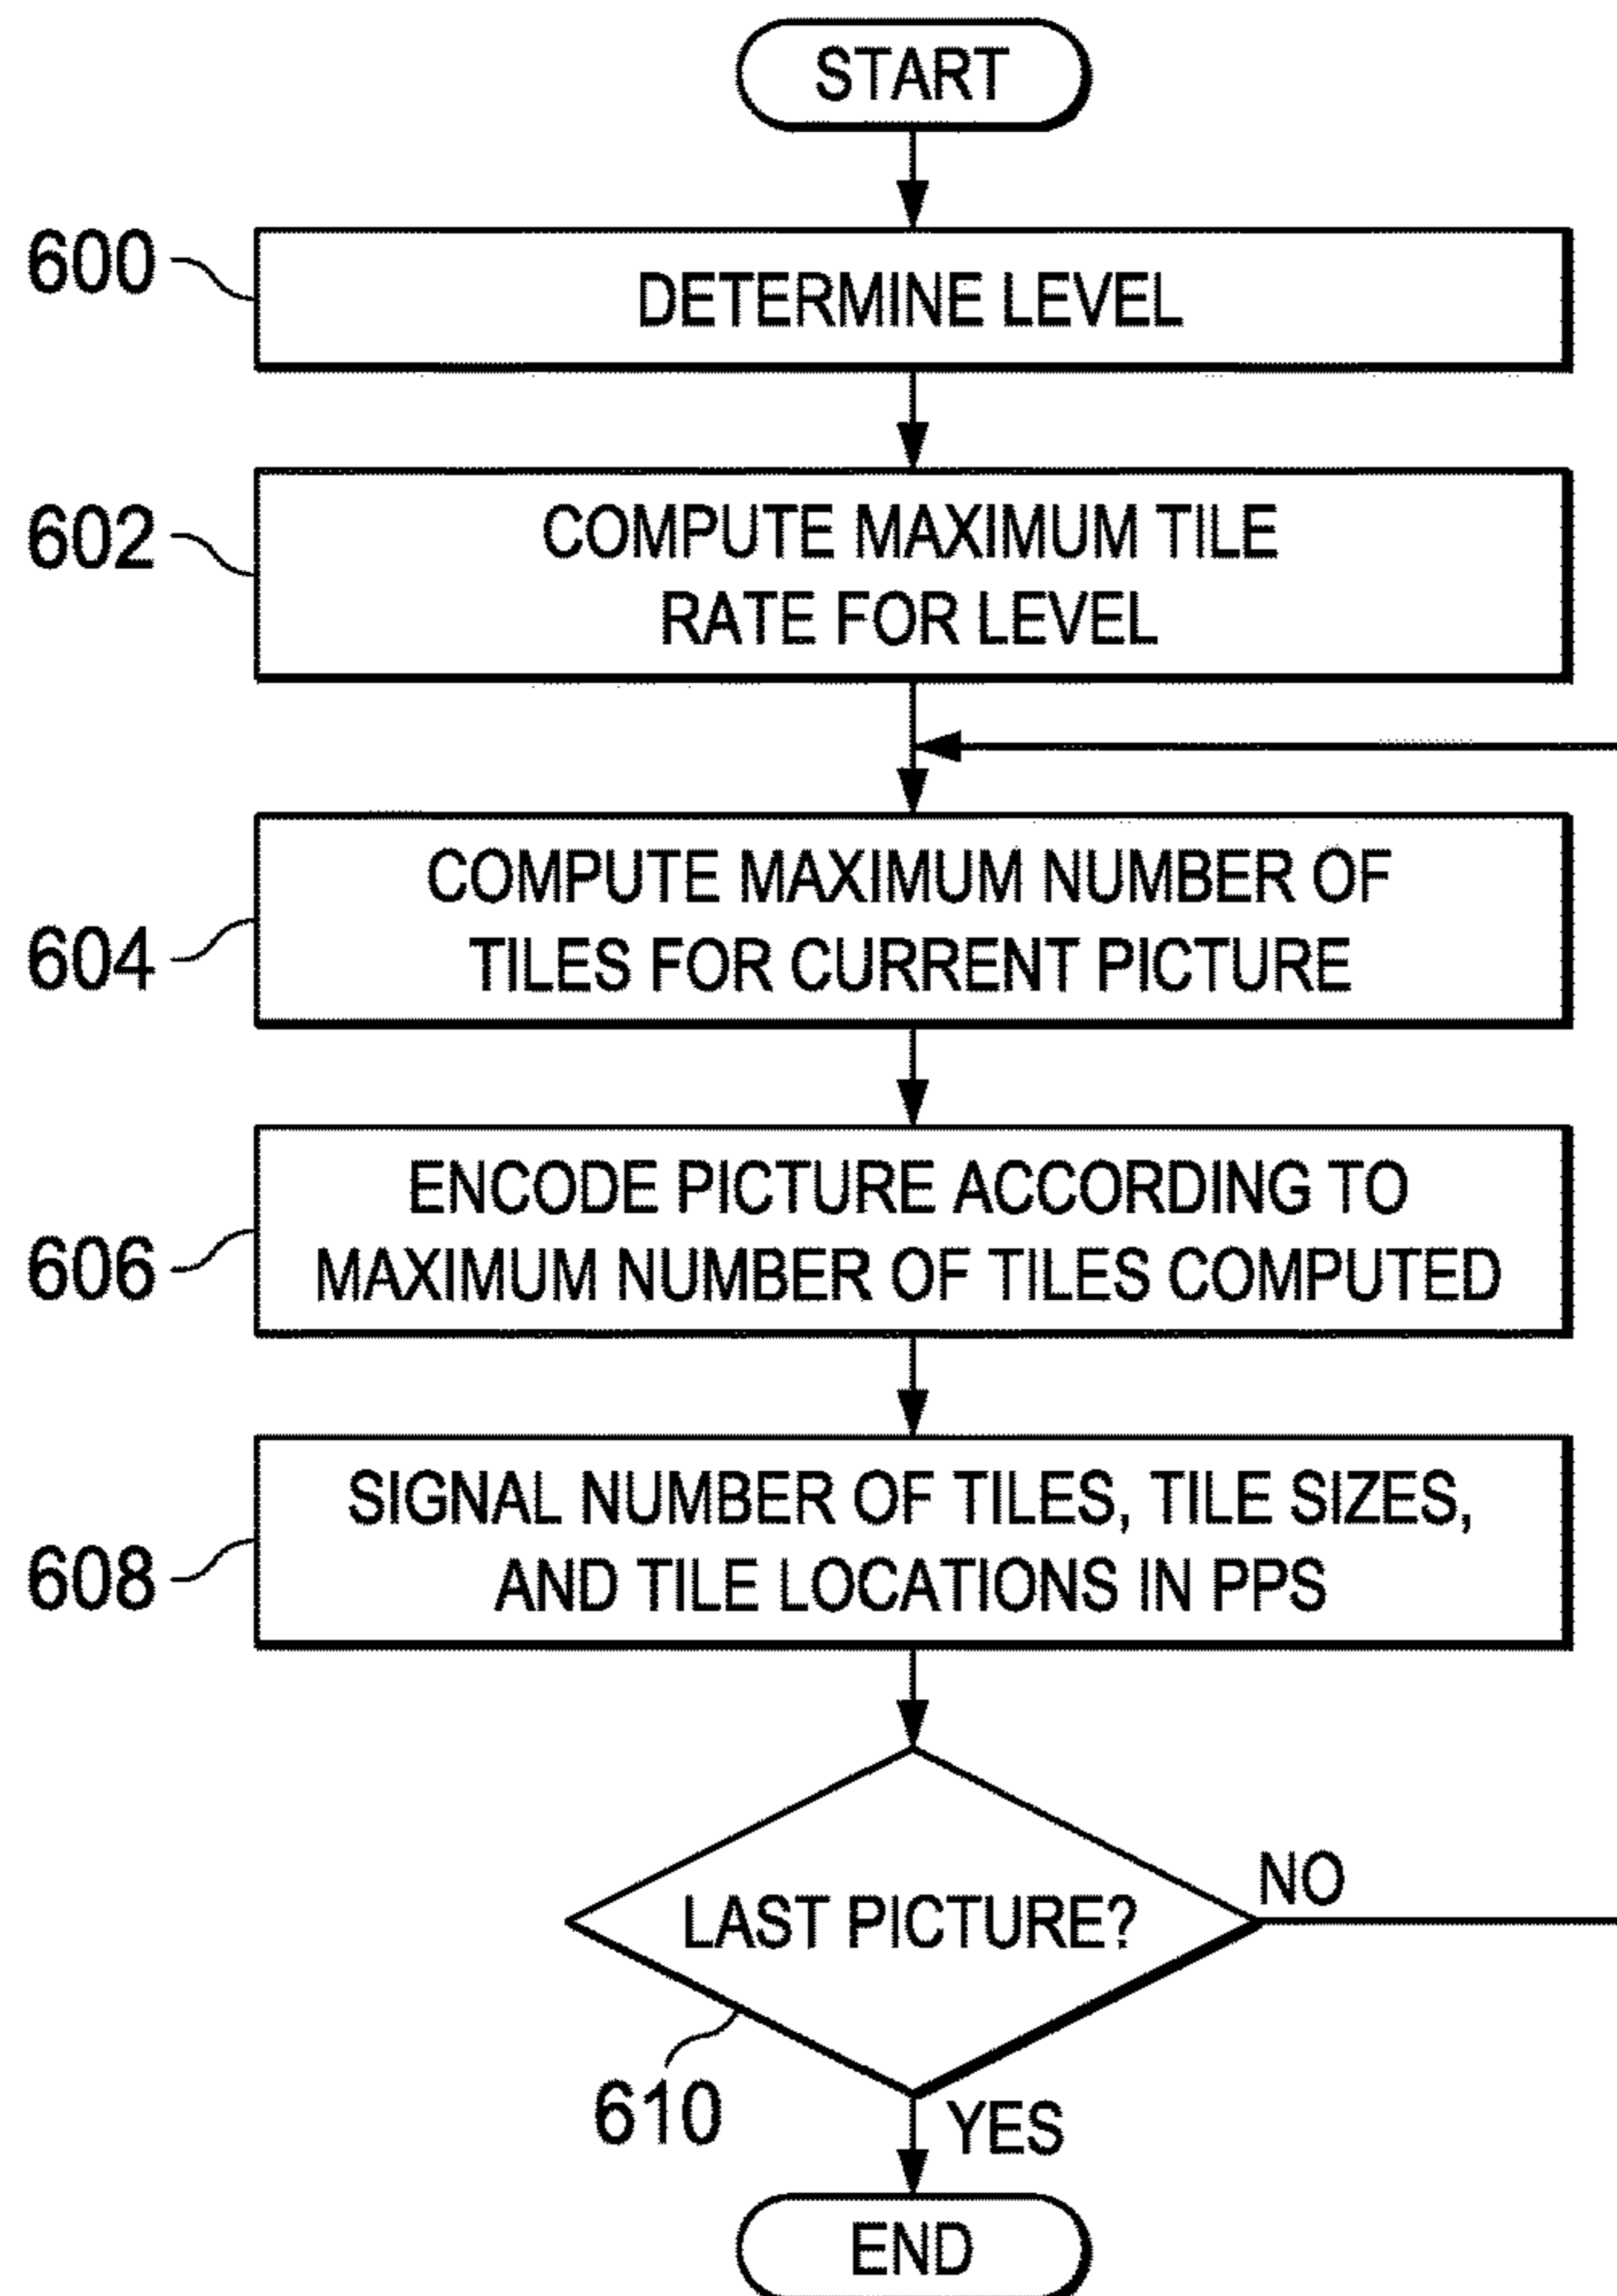 START
600
DETERMINE LEVEL
602
COMPUTE MAXIMUM TILE
RATE FOR LEVEL
604
COMPUTE MAXIMUM NUMBER OF
TILES FOR CURRENT PICTURE
606
ENCODE PICTURE ACCORDING TO
MAXIMUM NUMBER OF TILES COMPUTED
608
SIGNAL NUMBER OF TILES, TILE SIZES,
AND TILE LOCATIONS IN PPS
NO
LAST PICTURE?
610
YES
END